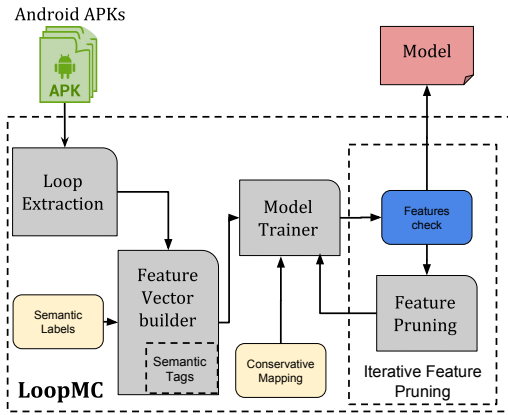 Android APKs
APK
Model
Loop
Extraction
Model
Trainer
Features
check
Feature
Vector
builder
Semantic
Labels
Semantic
Tags
Conservative
Mapping
Feature
Pruning
Iterative Feature
Pruning
LoopMC